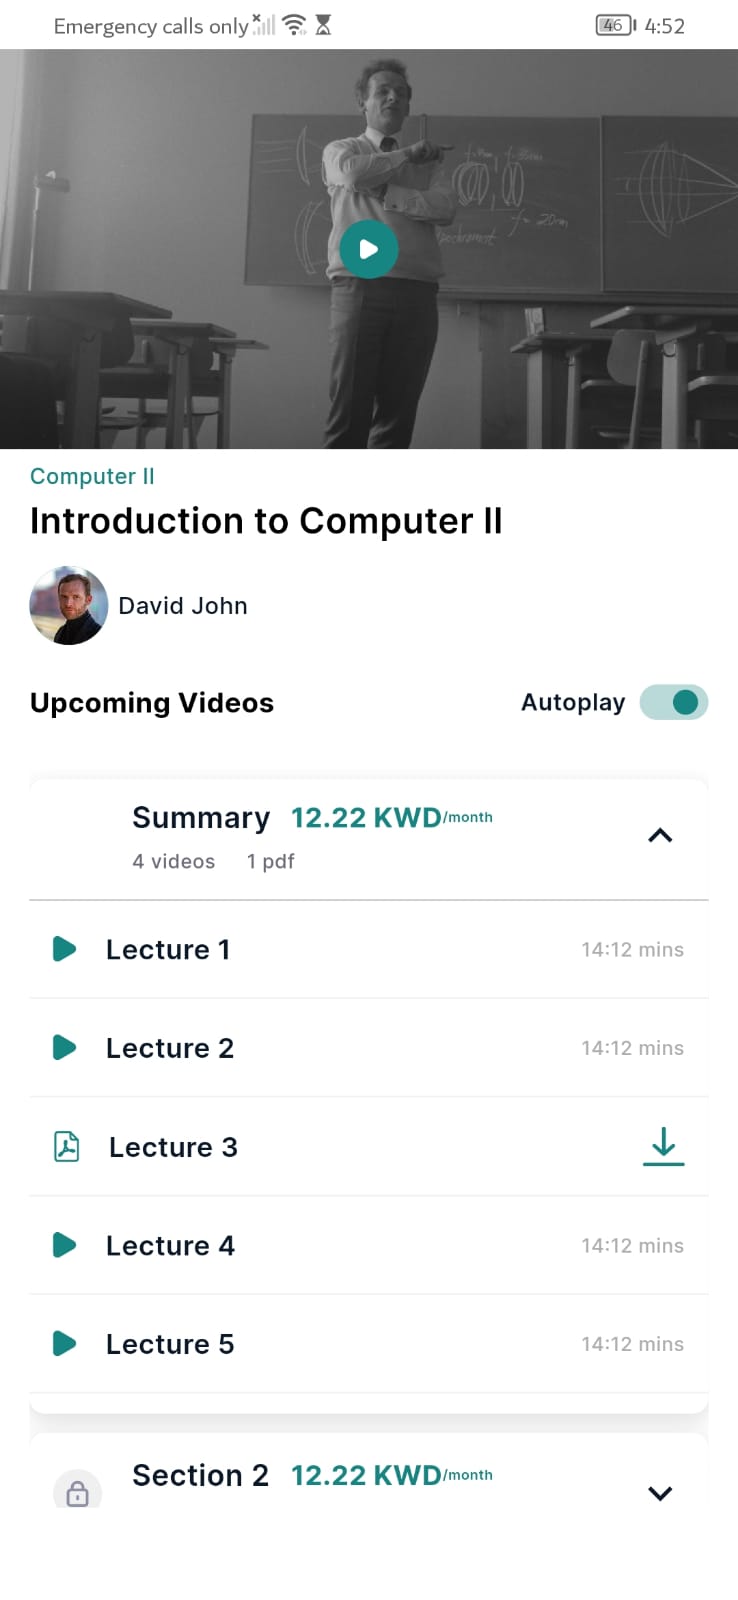 Emergency calls only 46 4:52
f = 20m
Computer II
Introduction to Computer II
David John
Upcoming Videos Autoplay
Summary 12.22 KWD/month
4 videos 1 pdf
Lecture 1 14:12 mins
Lecture 2 14:12 mins
Lecture 3
Lecture 4 14:12 mins
Lecture 5 14:12 mins
Section 2 12.22 KWD/month